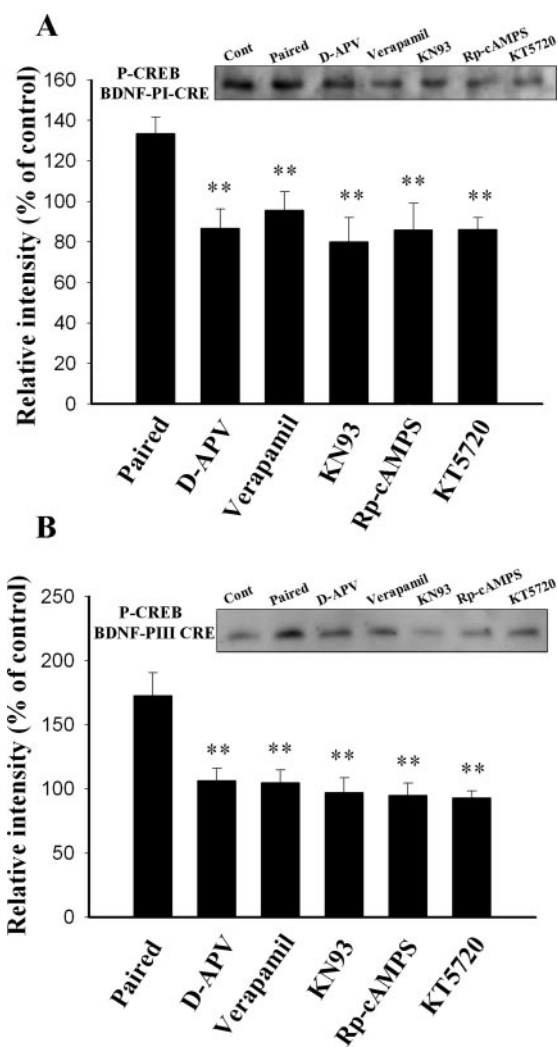 A
Cont Paired D-APV Verapamil KN93 Rp-cAMPS KT5720
P-CREB
BDNF-PI-CRE
Relative intensity (% of control)
160
140
120
100
80
60
40
20
0
** ** ** ** **
Paired D-APV Verapamil KN93 Rp-cAMPS KT5720
B
Cont Paired D-APV Verapamil KN93 Rp-cAMPS KT5720
P-CREB
BDNF-PIII CRE
Relative intensity (% of control)
250
200
150
100
50
0
** ** ** ** **
Paired D-APV Verapamil KN93 Rp-cAMPS KT5720